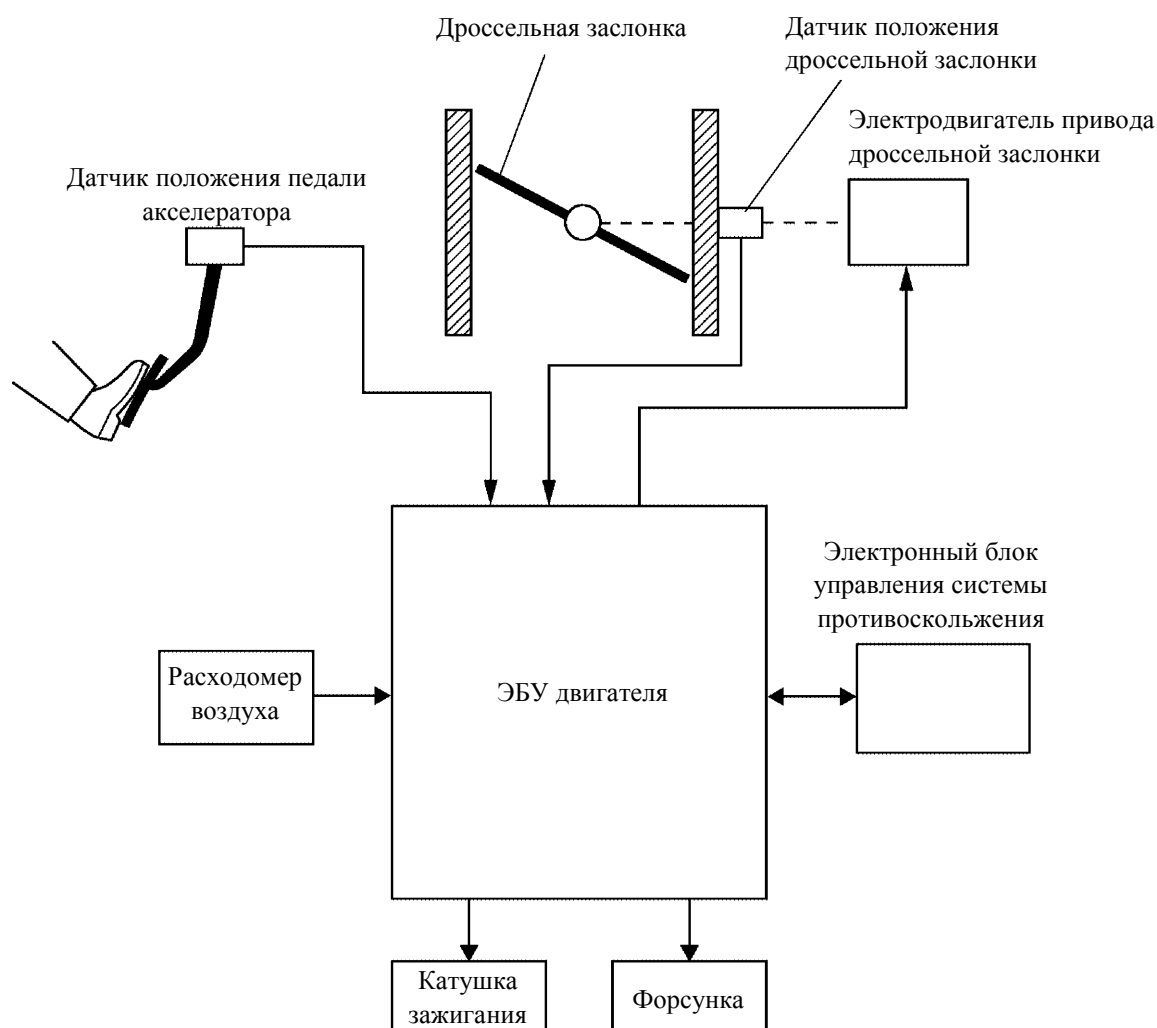 Дроссельная заслонка
Датчик положения
дроссельной заслонки
Электродвигатель привода
дроссельной заслонки
Датчик положения педали
акселератора
Электронный блок
управления системы
противоскольжения
Расходомер
воздуха
ЭБУ двигателя
Катушка
зажигания
Форсунка